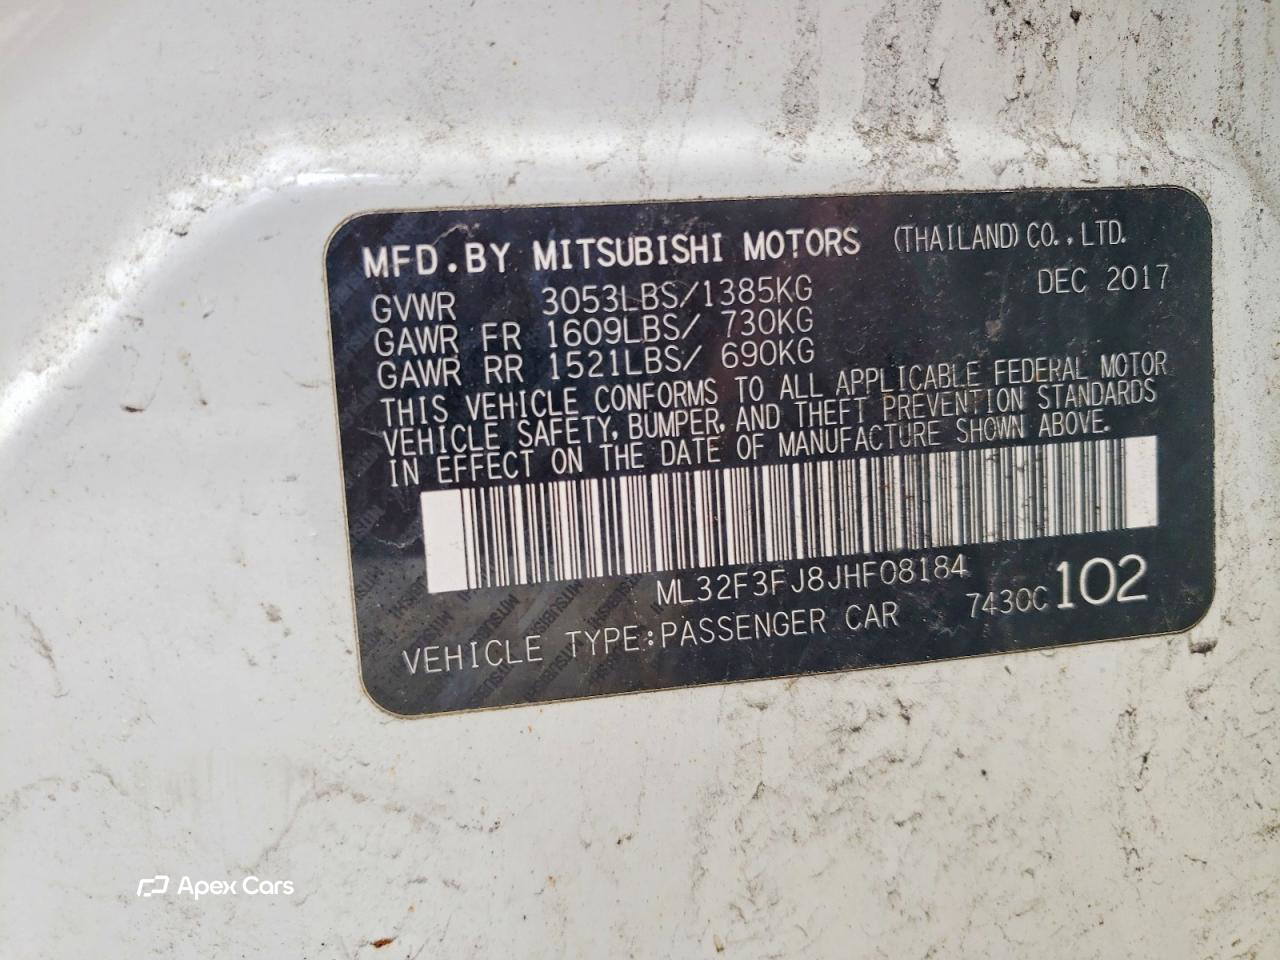 MFD.BY MITSUBISHI MOTORS (THAILAND) CO.,LTD.
GVWR 3053LBS/1385KG DEC 2017
GAWR FR 1609LBS/ 730KG
GAWR RR 1521LBS/ 690KG
THIS VEHICLE CONFORMS TO ALL APPLICABLE FEDERAL MOTOR
VEHICLE SAFETY, BUMPER, AND THEFT PREVENTION STANDARDS
IN EFFECT ON THE DATE OF MANUFACTURE SHOWN ABOVE.
ML32F3FJ8JHF08184
VEHICLE TYPE:PASSENGER CAR 7430C 102
Apex Cars